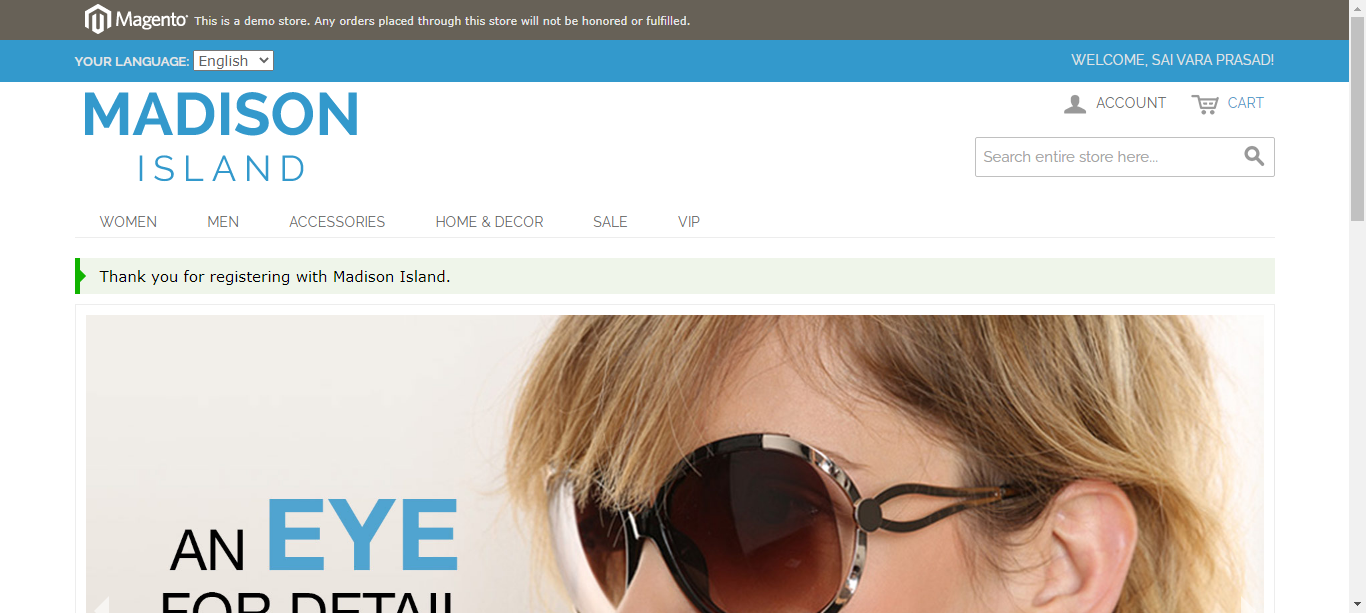 Magento This is a demo store. Any orders placed through this store will not be honored or fulfilled.
YOUR LANGUAGE: English WELCOME, SAI VARA PRASAD!
MADISON
ISLAND
ACCOUNT CART
Search entire store here...
WOMEN MEN ACCESSORIES HOME & DECOR SALE VIP
Thank you for registering with Madison Island.
AN EYE
FOR DETAIL